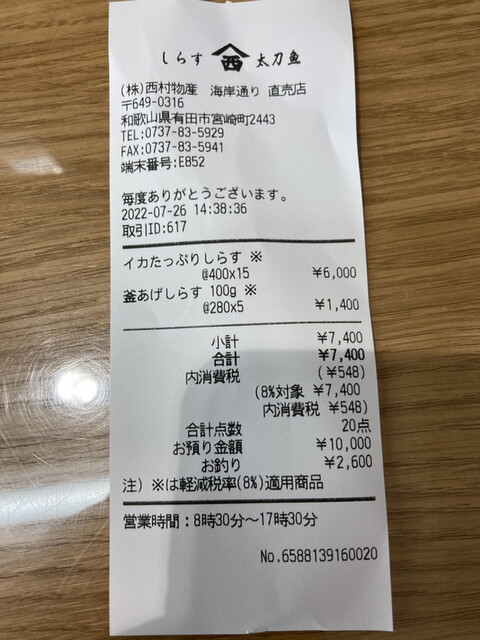 しらす 西 太刀魚
(株)西村物産 海岸通り 直売店
〒649-0316
和歌山県有田市宮崎町2443
TEL:0737-83-5929
FAX:0737-83-5941
端末番号:E852
毎度ありがとうございます。
2022-07-26 14:38:36
取引ID:617
イカたっぷりしらす ※
@400x15 ¥6,000
釜あげしらす 100g ※
@280x5 ¥1,400
小計 ¥7,400
合計 ¥7,400
内消費税 (¥548)
(8%対象 ¥7,400
内消費税 ¥548)
合計点数 20点
お預り金額 ¥10,000
お釣り ¥2,600
注) ※は軽減税率(8%)適用商品
営業時間：8時30分～17時30分
No.6588139160020